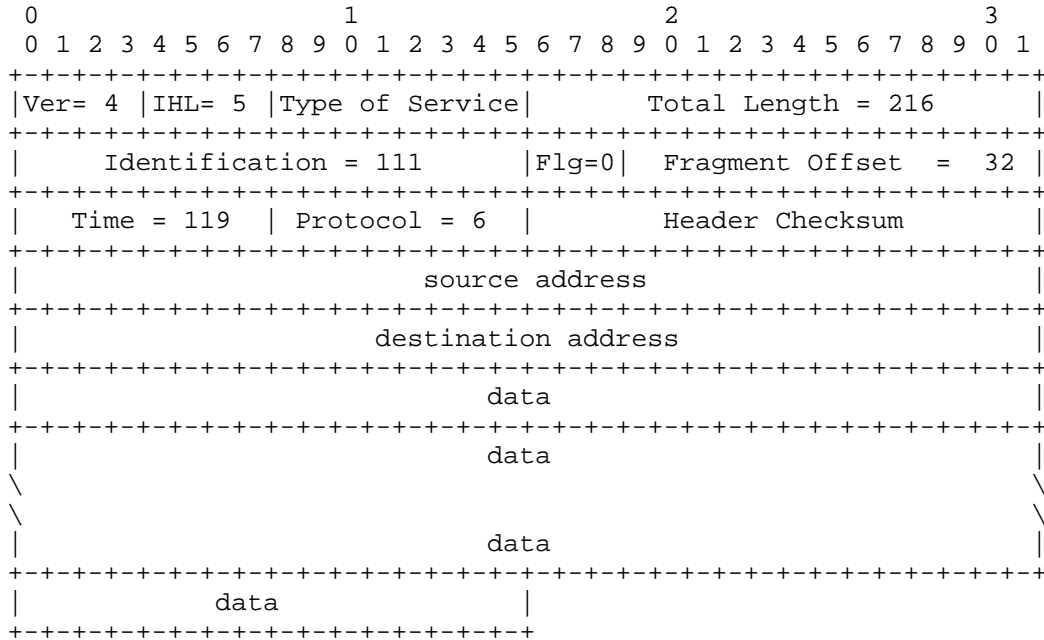 0                   1                   2                   3
 0 1 2 3 4 5 6 7 8 9 0 1 2 3 4 5 6 7 8 9 0 1 2 3 4 5 6 7 8 9 0 1
+-+-+-+-+-+-+-+-+-+-+-+-+-+-+-+-+-+-+-+-+-+-+-+-+-+-+-+-+-+-+-+-+
|Ver= 4 |IHL= 5 |Type of Service|       Total Length = 216      |
+-+-+-+-+-+-+-+-+-+-+-+-+-+-+-+-+-+-+-+-+-+-+-+-+-+-+-+-+-+-+-+-+
|     Identification = 111      |Flg=0|  Fragment Offset  =  32 |
+-+-+-+-+-+-+-+-+-+-+-+-+-+-+-+-+-+-+-+-+-+-+-+-+-+-+-+-+-+-+-+-+
|   Time = 119  | Protocol = 6  |        Header Checksum        |
+-+-+-+-+-+-+-+-+-+-+-+-+-+-+-+-+-+-+-+-+-+-+-+-+-+-+-+-+-+-+-+-+
|                         source address                        |
+-+-+-+-+-+-+-+-+-+-+-+-+-+-+-+-+-+-+-+-+-+-+-+-+-+-+-+-+-+-+-+-+
|                      destination address                      |
+-+-+-+-+-+-+-+-+-+-+-+-+-+-+-+-+-+-+-+-+-+-+-+-+-+-+-+-+-+-+-+-+
|                             data                              |
+-+-+-+-+-+-+-+-+-+-+-+-+-+-+-+-+-+-+-+-+-+-+-+-+-+-+-+-+-+-+-+-+
|                             data                              |
\                                                               \
\                                                               \
|                             data                              |
+-+-+-+-+-+-+-+-+-+-+-+-+-+-+-+-+-+-+-+-+-+-+-+-+-+-+-+-+-+-+-+-+
|            data               |
+-+-+-+-+-+-+-+-+-+-+-+-+-+-+-+-+